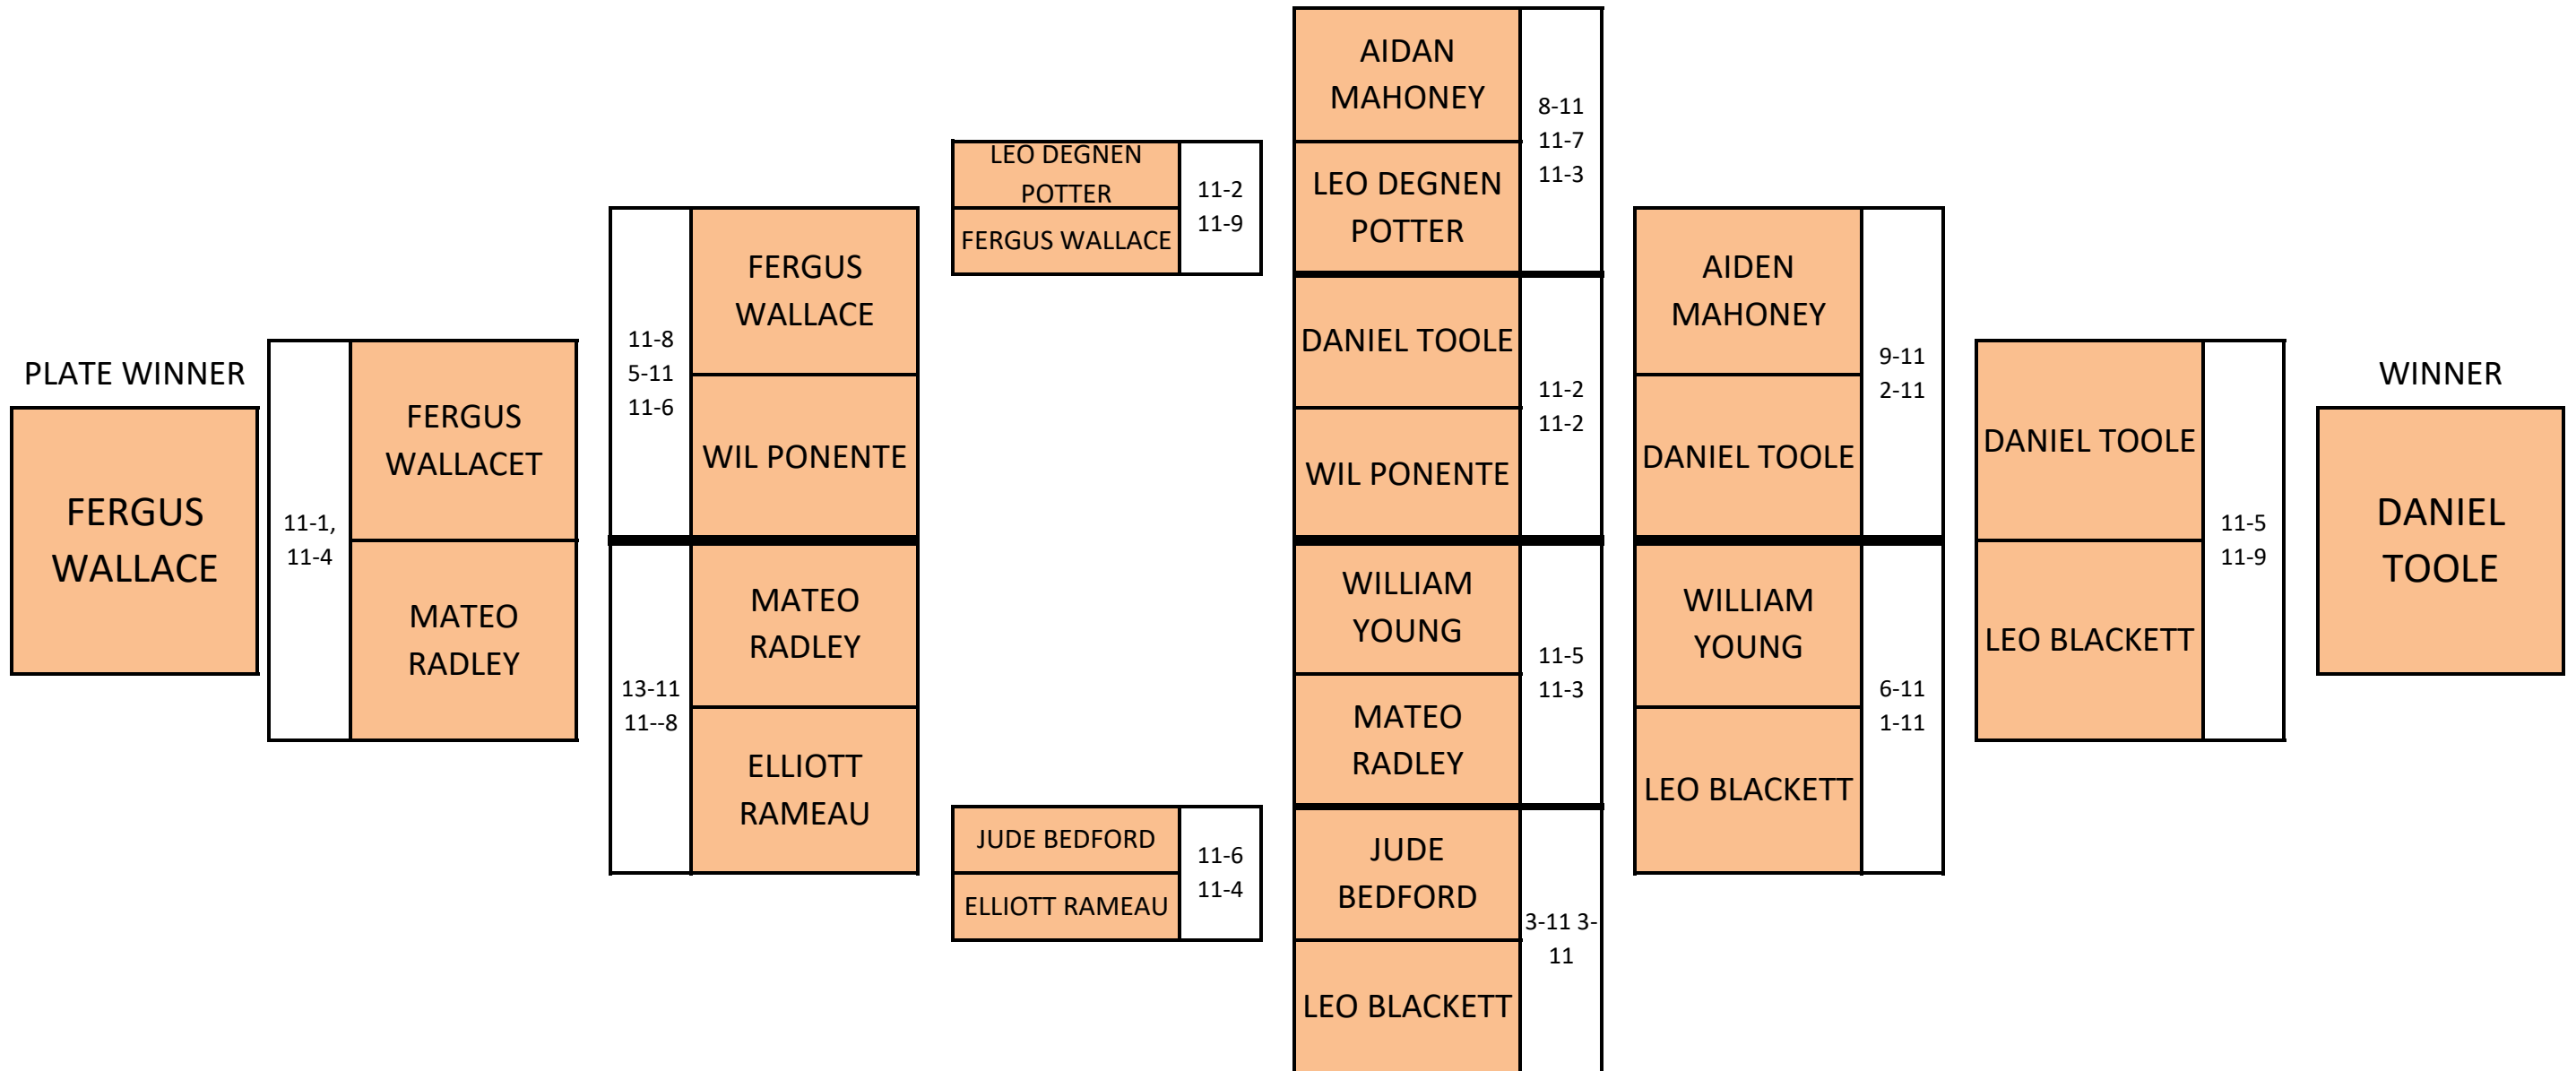 PLATE WINNER
FERGUS
WALLACE
11-1,
11-4
FERGUS
WALLACET
MATEO
RADLEY
11-8
5-11
11-6
13-11
11--8
FERGUS
WALLACE
WIL PONENTE
MATEO
RADLEY
ELLIOTT
RAMEAU
LEO DEGNEN
POTTER
FERGUS WALLACE
11-2
11-9
JUDE BEDFORD
ELLIOTT RAMEAU
11-6
11-4
AIDAN
MAHONEY
LEO DEGNEN
POTTER
8-11
11-7
11-3
DANIEL TOOLE
WIL PONENTE
11-2
11-2
WILLIAM
YOUNG
MATEO
RADLEY
11-5
11-3
JUDE
BEDFORD
LEO BLACKETT
3-11 3-
11
AIDEN
MAHONEY
DANIEL TOOLE
9-11
2-11
WILLIAM
YOUNG
LEO BLACKETT
6-11
1-11
DANIEL TOOLE
LEO BLACKETT
11-5
11-9
WINNER
DANIEL
TOOLE